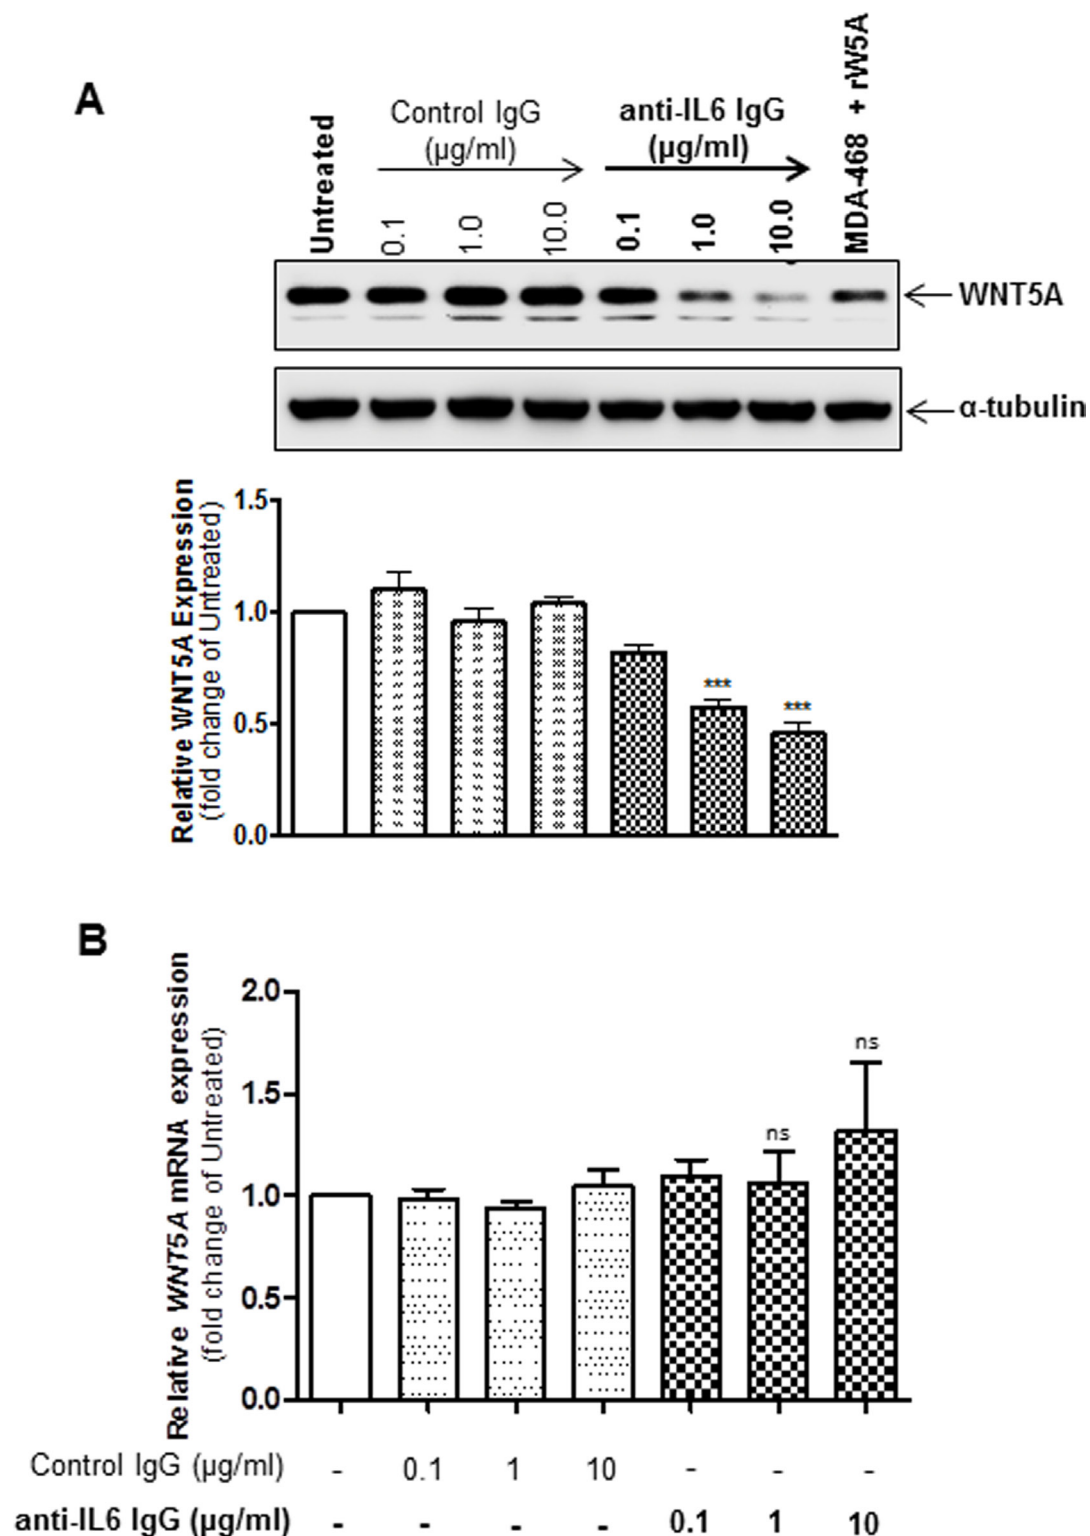 A
Untreated
Control IgG
(µg/ml)
anti-IL6 IgG
(µg/ml)
MDA-468 + rW5A
0.1
1.0
10.0
0.1
1.0
10.0
WNT5A
α-tubulin
Relative WNT5A Expression
(fold change of Untreated)
1.5
1.0
0.5
0.0
***
***
B
Relative WNT5A mRNA expression
(fold change of Untreated)
2.0
1.5
1.0
0.5
0.0
ns
ns
Control IgG (µg/ml) - 0.1 1 10 - - -
anti-IL6 IgG (µg/ml) - - - - 0.1 1 10